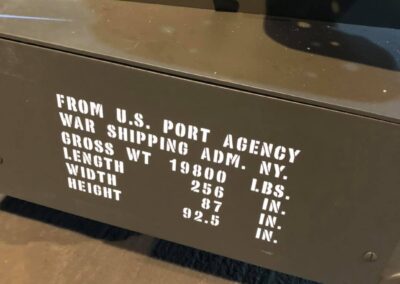 FROM U.S. PORT AGENCY
WAR SHIPPING ADM. NY.
GROSS WT 19800 LBS.
LENGTH 256 IN.
WIDTH 87 IN.
HEIGHT 92.5 IN.